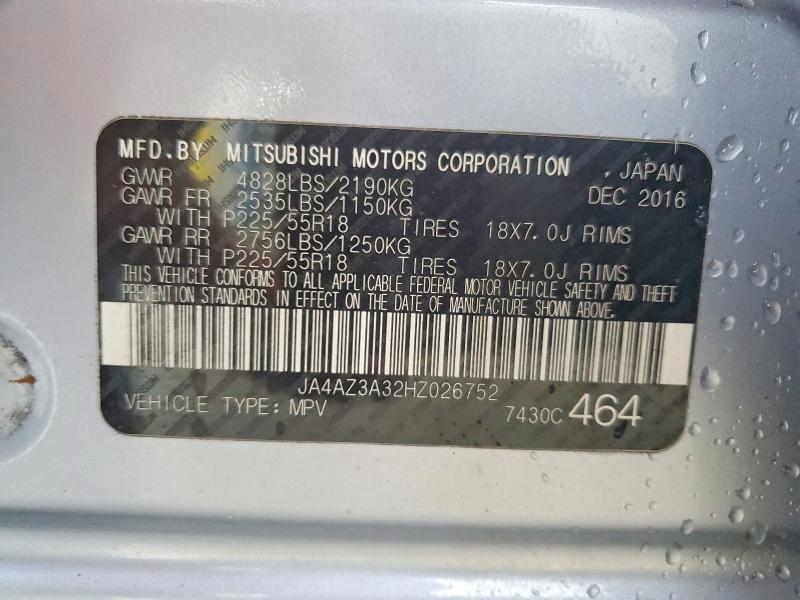 MFD.BY MITSUBISHI MOTORS CORPORATION , JAPAN
GWWR 4828LBS/2190KG DEC 2016
GAWR FR 2535LBS/1150KG
WITH P225/55R18 TIRES 18X7.0J RIMS
GAWR RR 2756LBS/1250KG
WITH P225/55R18 TIRES 18X7.0J RIMS
THIS VEHICLE CONFORMS TO ALL APPLICABLE FEDERAL MOTOR VEHICLE SAFETY AND THEFT
PREVENTION STANDARDS IN EFFECT ON THE DATE OF MANUFACTURE SHOWN ABOVE.
JA4AZ3A32HZ026752
VEHICLE TYPE: MPV 7430C 464